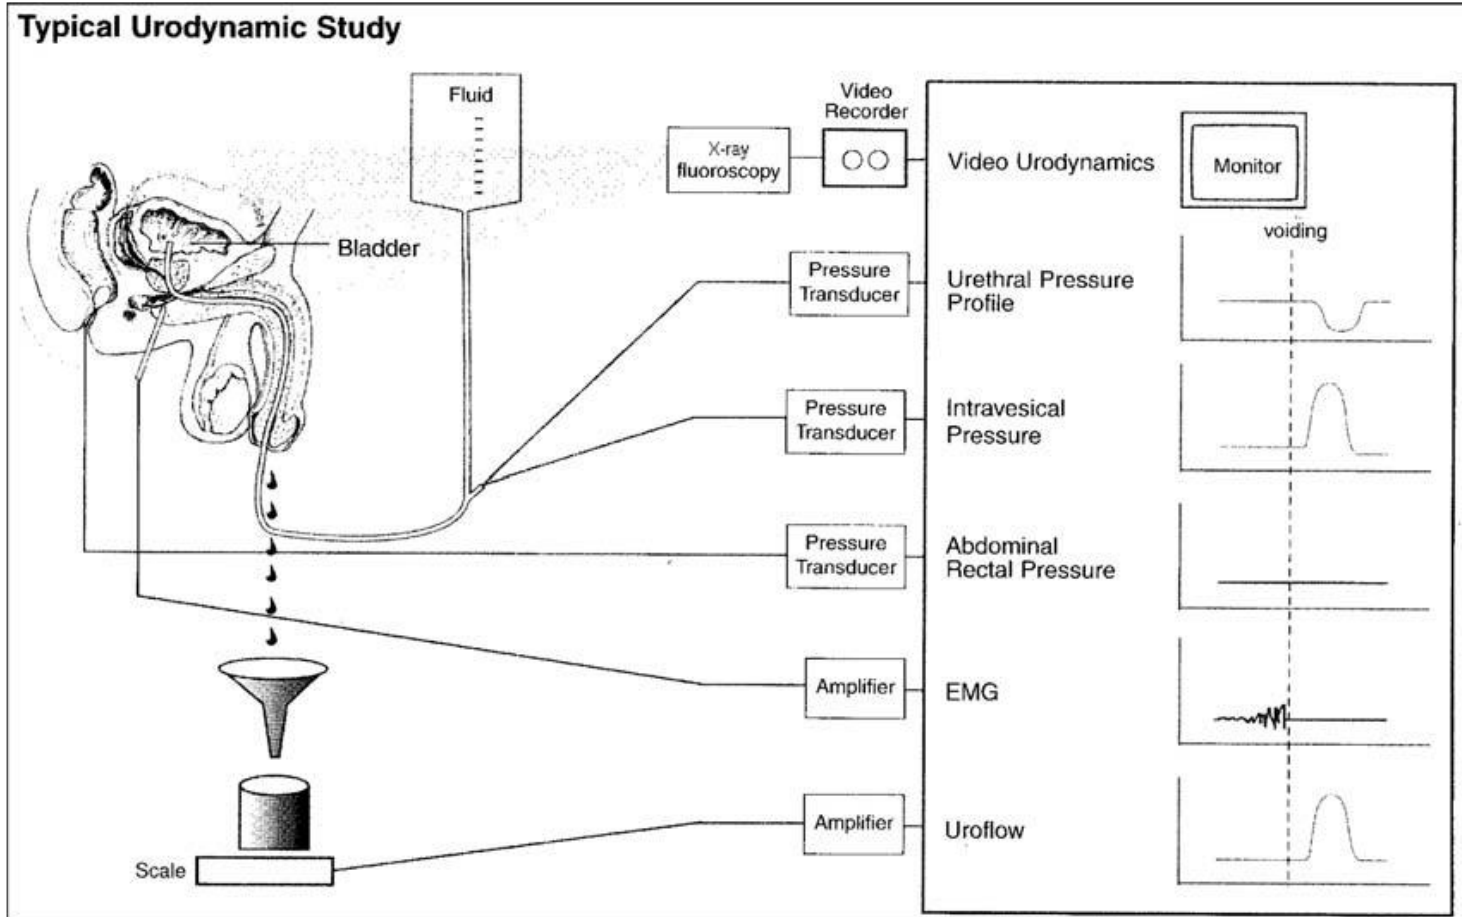 Typical Urodynamic Study
Fluid
Video
Recorder
X-ray
fluoroscopy
Video Urodynamics
Monitor
Bladder
voiding
Pressure
Transducer
Urethral Pressure
Profile
Pressure
Transducer
Intravesical
Pressure
Pressure
Transducer
Abdominal
Rectal Pressure
Amplifier
EMG
Amplifier
Uroflow
Scale